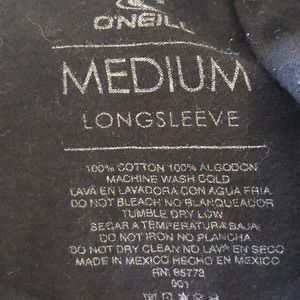 O'NEILL
MEDIUM
LONGSLEEVE
100% COTTON 100% ALGODON
MACHINE WASH COLD
LAVA EN LAVADORA CON AGUA FRIA
DO NOT BLEACH NO BLANQUEADOR
TUMBLE DRY LOW
SECAR A TEMPERATURA BAJA
DO NOT IRON NO PLANCHA
DO NOT DRY CLEAN NO LAVA EN SECO
MADE IN MEXICO HECHO EN MEXICO
RN: 85773
001